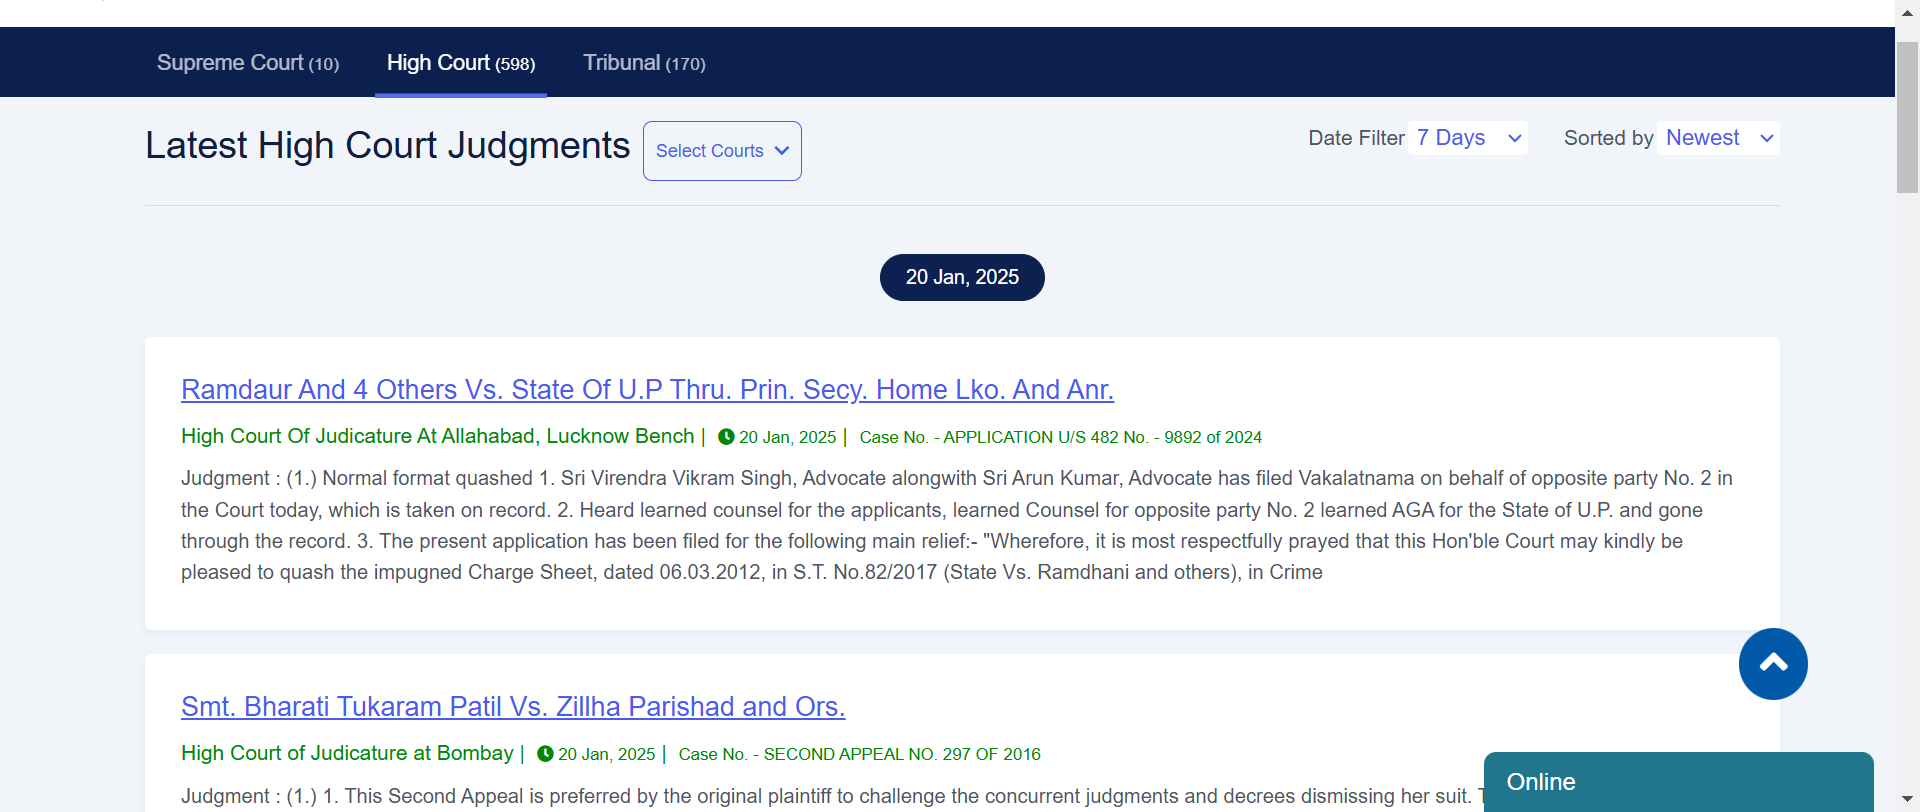 Supreme Court (10) High Court (598) Tribunal (170)
Latest High Court Judgments Select Courts Date Filter 7 Days Sorted by Newest
20 Jan, 2025
Ramdaur And 4 Others Vs. State Of U.P Thru. Prin. Secy. Home Lko. And Anr.
High Court Of Judicature At Allahabad, Lucknow Bench | 20 Jan, 2025 | Case No. - APPLICATION U/S 482 No. - 9892 of 2024
Judgment : (1.) Normal format quashed 1. Sri Virendra Vikram Singh, Advocate alongwith Sri Arun Kumar, Advocate has filed Vakalatnama on behalf of opposite party No. 2 in
the Court today, which is taken on record. 2. Heard learned counsel for the applicants, learned Counsel for opposite party No. 2 learned AGA for the State of U.P. and gone
through the record. 3. The present application has been filed for the following main relief:- "Wherefore, it is most respectfully prayed that this Hon'ble Court may kindly be
pleased to quash the impugned Charge Sheet, dated 06.03.2012, in S.T. No.82/2017 (State Vs. Ramdhani and others), in Crime
Smt. Bharati Tukaram Patil Vs. Zillha Parishad and Ors.
High Court of Judicature at Bombay | 20 Jan, 2025 | Case No. - SECOND APPEAL NO. 297 OF 2016
Judgment : (1.) 1. This Second Appeal is preferred by the original plaintiff to challenge the concurrent judgments and decrees dismissing her suit.
Online